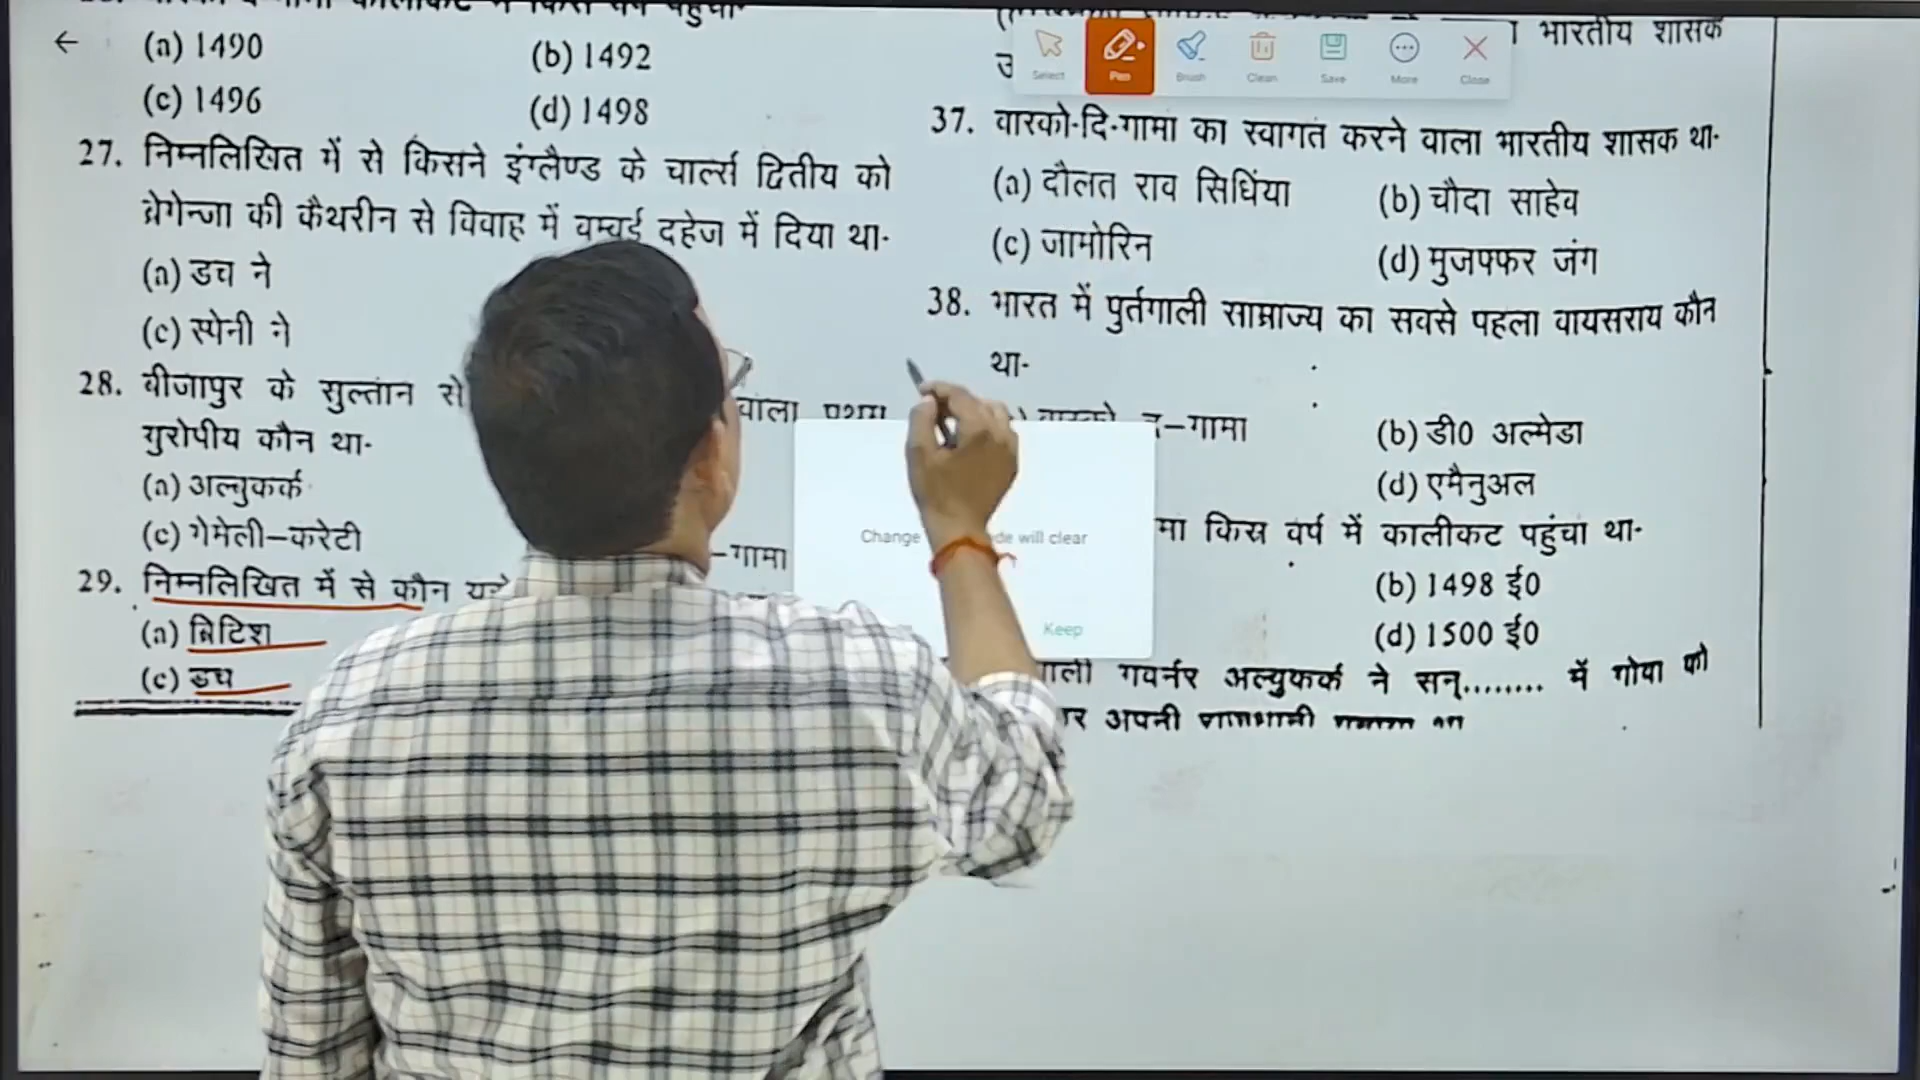 (a) 1490 (b) 1492
(c) 1496 (d) 1498
27. निम्नलिखित में से किसने इंग्लैण्ड के चार्ल्स द्वितीय को
ब्रेगेन्जा की कैथरीन से विवाह में बम्बई दहेज में दिया था-
(a) डच ने
(c) स्पेनी ने
28. बीजापुर के सुल्तान से वाला प्रथम
युरोपीय कौन था-
(a) अल्बुकर्क
(c) गेमेली–करेटी –गामा
29. निम्नलिखित में से कौन
(a) ब्रिटिश
(c) डच
भारतीय शासक
Select Pen Brush Clean Save More Close
37. वास्को-दि-गामा का स्वागत करने वाला भारतीय शासक था-
(a) दौलत राव सिधिंया (b) चौदा साहेब
(c) जामोरिन (d) मुजफ्फर जंग
38. भारत में पुर्तगाली साम्राज्य का सबसे पहला वायसराय कौन
था-
द–गामा (b) डी0 अल्मेडा
(d) एमैनुअल
मा किस वर्ष में कालीकट पहुंचा था-
(b) 1498 ई0
(d) 1500 ई0
गवर्नर अल्बुकर्क ने सन्........ में गोवा को
अपनी
Change will clear
Keep